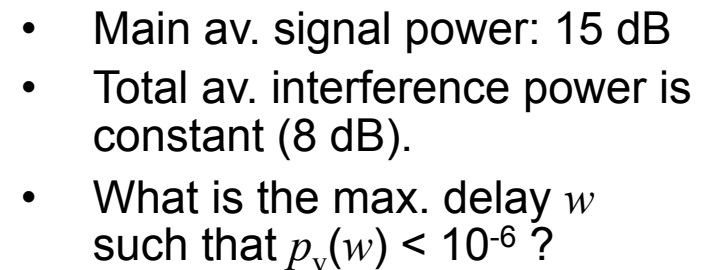 • Main av. signal power: 15 dB
• Total av. interference power is
constant (8 dB).
• What is the max. delay w
such that pᵥ(w) < 10⁻⁶ ?